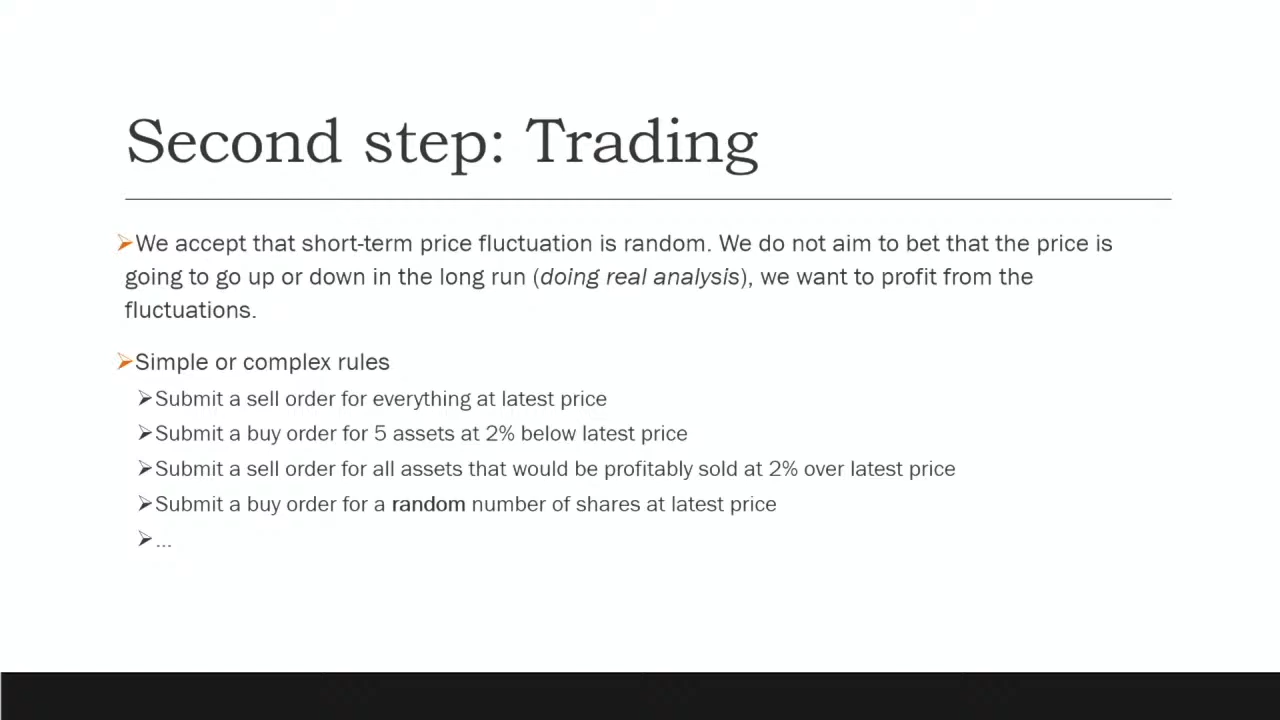 Second step: Trading
➢We accept that short-term price fluctuation is random. We do not aim to bet that the price is
going to go up or down in the long run (doing real analysis), we want to profit from the
fluctuations.
➢Simple or complex rules
➢Submit a sell order for everything at latest price
➢Submit a buy order for 5 assets at 2% below latest price
➢Submit a sell order for all assets that would be profitably sold at 2% over latest price
➢Submit a buy order for a random number of shares at latest price
➢...